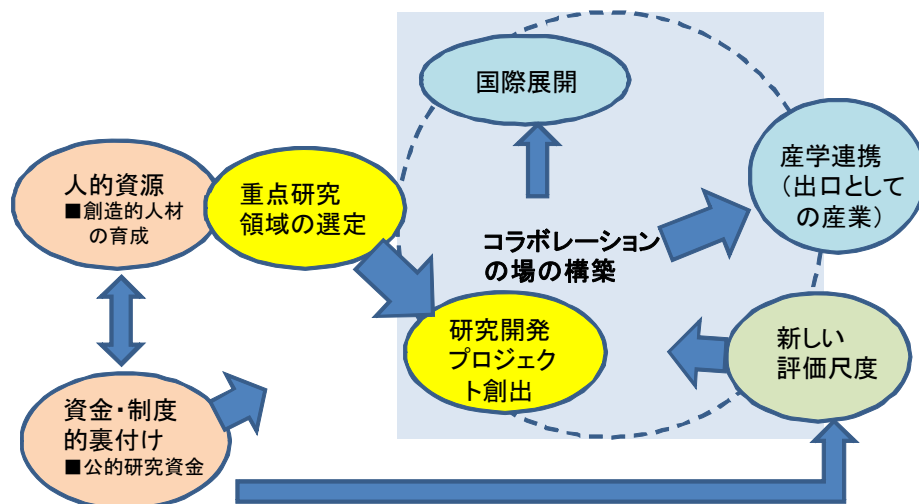 国際展開
人的資源
■創造的人材
の育成
重点研究
領域の選定
産学連携
（出口として
の産業）
コラボレーション
の場の構築
研究開発
プロジェク
ト創出
新しい
評価尺度
資金・制度
的裏付け
■公的研究資金